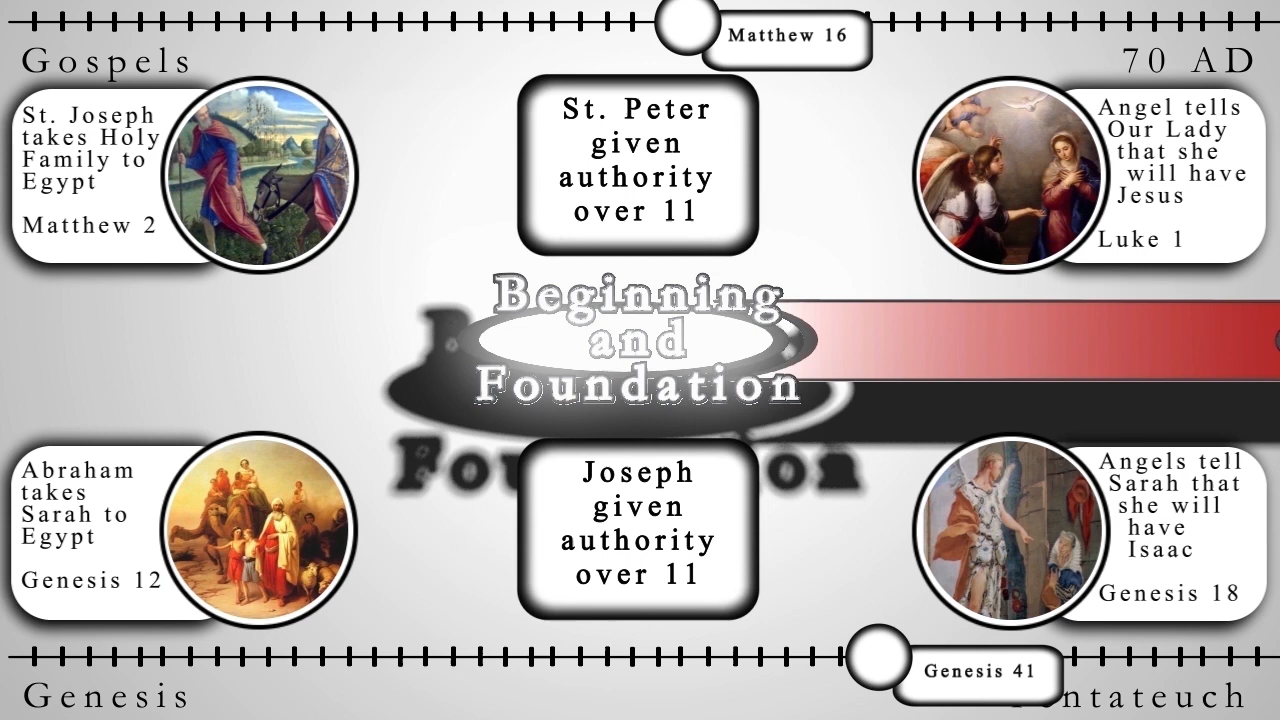 Matthew 16
Gospels
70 AD
St. Joseph
takes Holy
Family to
Egypt
Matthew 2
St. Peter
given
authority
over 11
Angel tells
Our Lady
that she
will have
Jesus
Luke 1
Beginning
and
Foundation
Abraham
takes
Sarah to
Egypt
Genesis 12
Joseph
given
authority
over 11
Angels tell
Sarah that
she will
have
Isaac
Genesis 18
Genesis 41
Genesis
Pentateuch